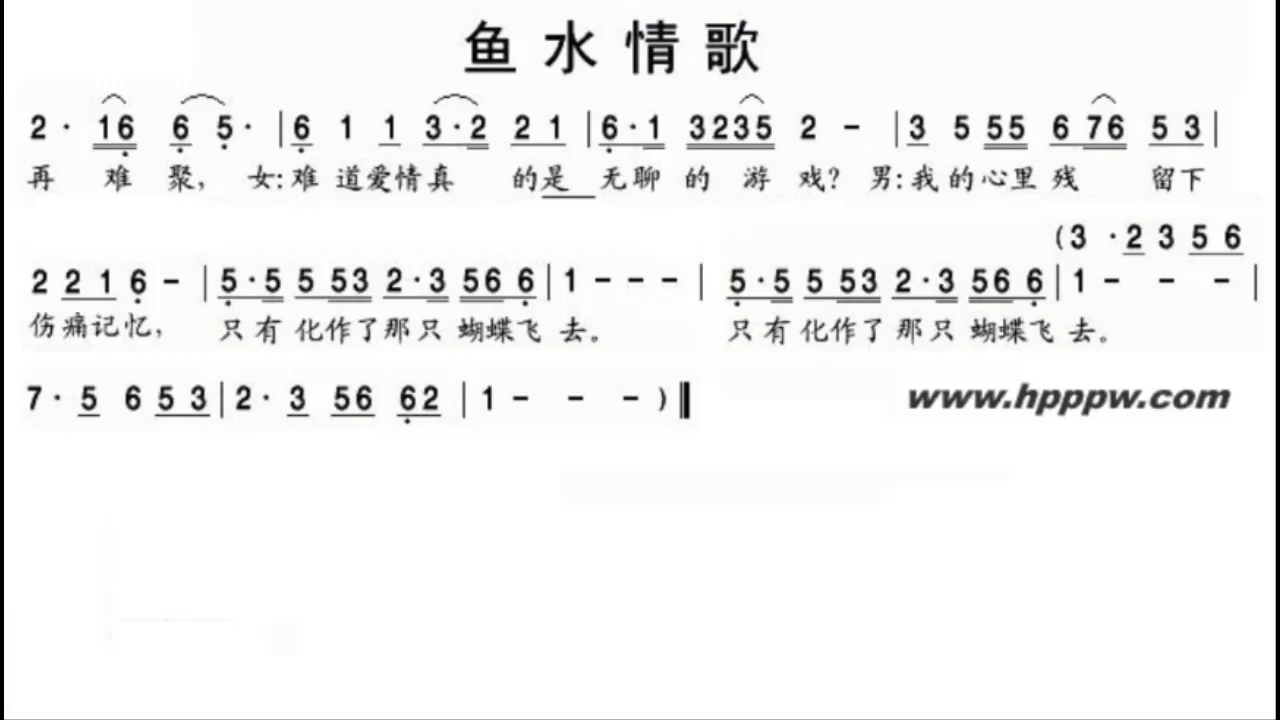 鱼水情歌
2· 16 6 5· | 6 1 1 3·2 2 1 | 6·1 3235 2 – | 3 5 55 6 76 5 3 |
再 难 聚, 女:难 道爱情真 的是 无聊 的 游 戏? 男:我的心里残 留下
(3 ·2 3 5 6
2 2 1 6 – | 5·5 5 53 2·3 56 6 | 1 – – – | 5·5 5 53 2·3 56 6 | 1 – – – |
伤痛记忆, 只有化作了那只蝴蝶飞去。 只有化作了那只蝴蝶飞去。
7· 5 6 5 3 | 2· 3 56 62 | 1 – – – )‖
www.hpppw.com